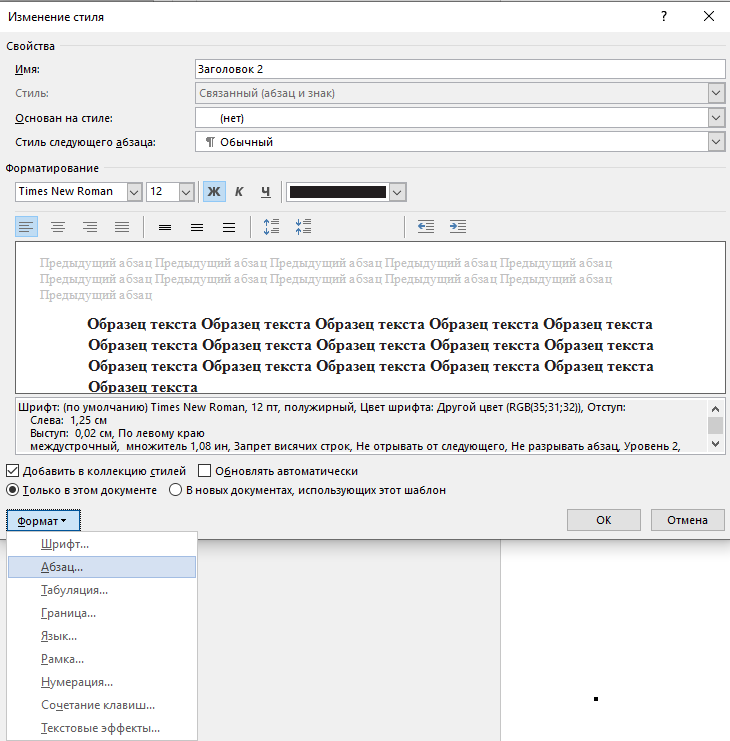 Изменение стиля
?
Свойства
Имя: Заголовок 2
Стиль: Связанный (абзац и знак)
Основан на стиле: (нет)
Стиль следующего абзаца: ¶ Обычный
Форматирование
Times New Roman 12 Ж К Ч
Предыдущий абзац Предыдущий абзац Предыдущий абзац Предыдущий абзац Предыдущий абзац
Предыдущий абзац Предыдущий абзац Предыдущий абзац Предыдущий абзац Предыдущий абзац
Предыдущий абзац
Образец текста Образец текста Образец текста Образец текста Образец текста
Образец текста Образец текста Образец текста Образец текста Образец текста
Образец текста Образец текста Образец текста Образец текста Образец текста
Образец текста
Шрифт: (по умолчанию) Times New Roman, 12 пт, полужирный, Цвет шрифта: Другой цвет (RGB(35;31;32)), Отступ:
Слева: 1,25 см
Выступ: 0,02 см, По левому краю
междустрочный, множитель 1,08 ин, Запрет висячих строк, Не отрывать от следующего, Не разрывать абзац, Уровень 2,
Добавить в коллекцию стилей Обновлять автоматически
Только в этом документе В новых документах, использующих этот шаблон
Формат ОК Отмена
Шрифт...
Абзац...
Табуляция...
Граница...
Язык...
Рамка...
Нумерация...
Сочетание клавиш...
Текстовые эффекты...